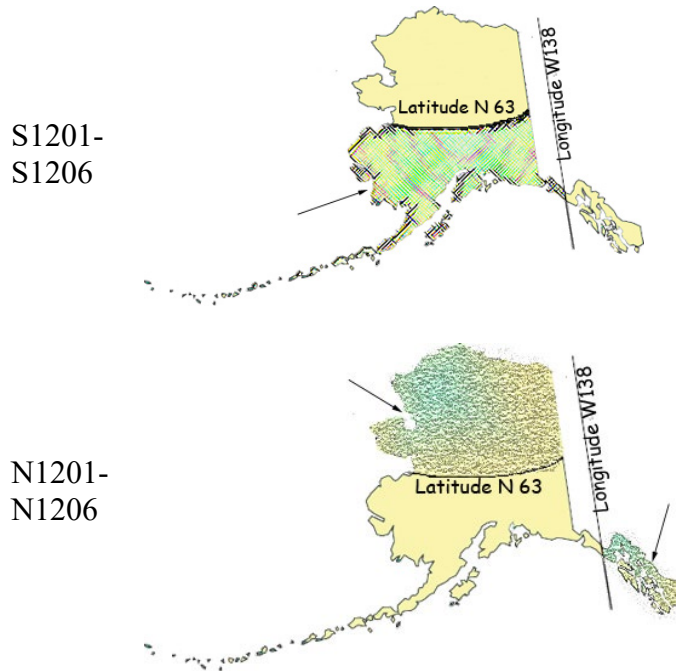 Latitude N 63
Longitude W138
S1201-
S1206
Latitude N 63
Longitude W138
N1201-
N1206